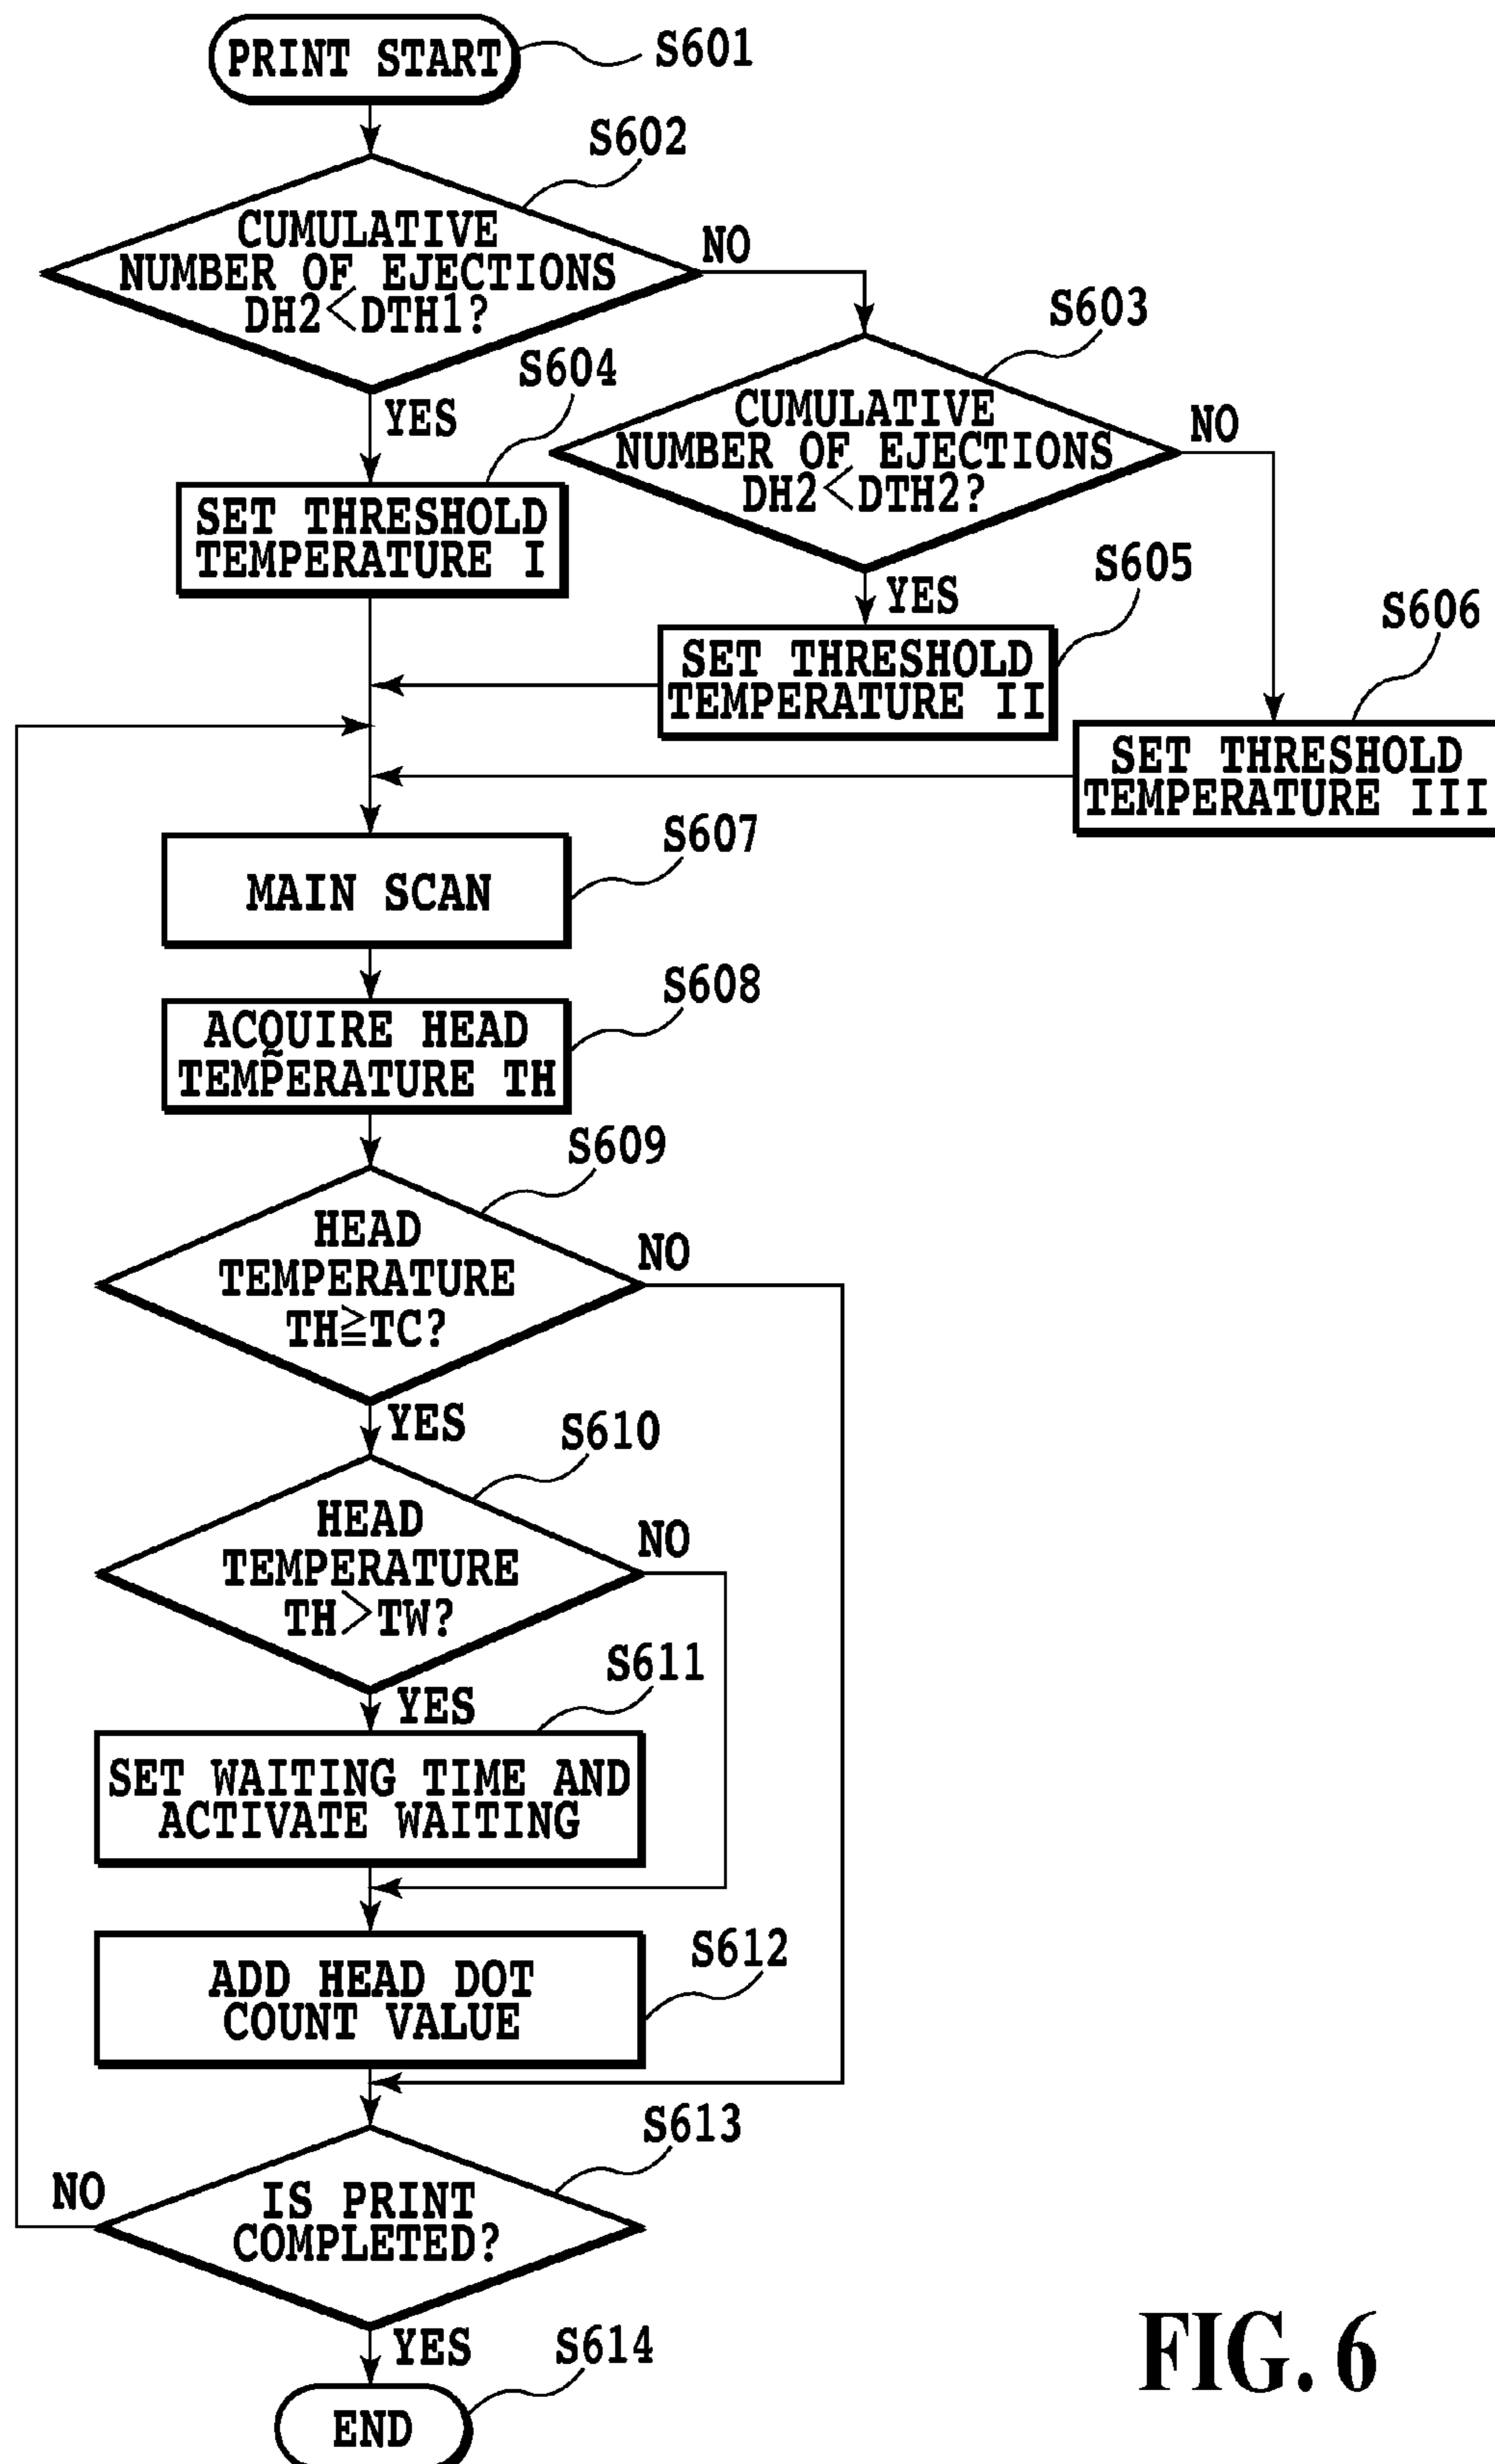 PRINT START
S601
S602
CUMULATIVE
NUMBER OF EJECTIONS
DH2<DTH1?
NO
YES
S603
CUMULATIVE
NUMBER OF EJECTIONS
DH2<DTH2?
NO
YES
S604
SET THRESHOLD
TEMPERATURE I
S605
SET THRESHOLD
TEMPERATURE II
S606
SET THRESHOLD
TEMPERATURE III
S607
MAIN SCAN
S608
ACQUIRE HEAD
TEMPERATURE TH
S609
HEAD
TEMPERATURE
TH≧TC?
NO
YES
S610
HEAD
TEMPERATURE
TH>TW?
NO
YES
S611
SET WAITING TIME AND
ACTIVATE WAITING
S612
ADD HEAD DOT
COUNT VALUE
S613
IS PRINT
COMPLETED?
NO
YES
S614
END
FIG. 6